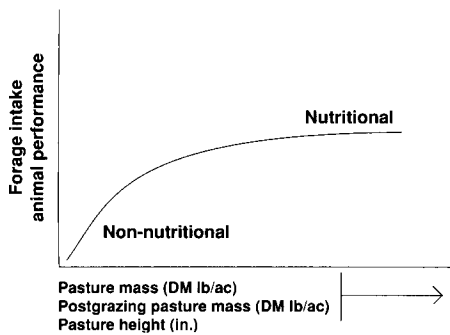 Forage intake
animal performance
Nutritional
Non-nutritional
Pasture mass (DM lb/ac)
Postgrazing pasture mass (DM lb/ac)
Pasture height (in.)